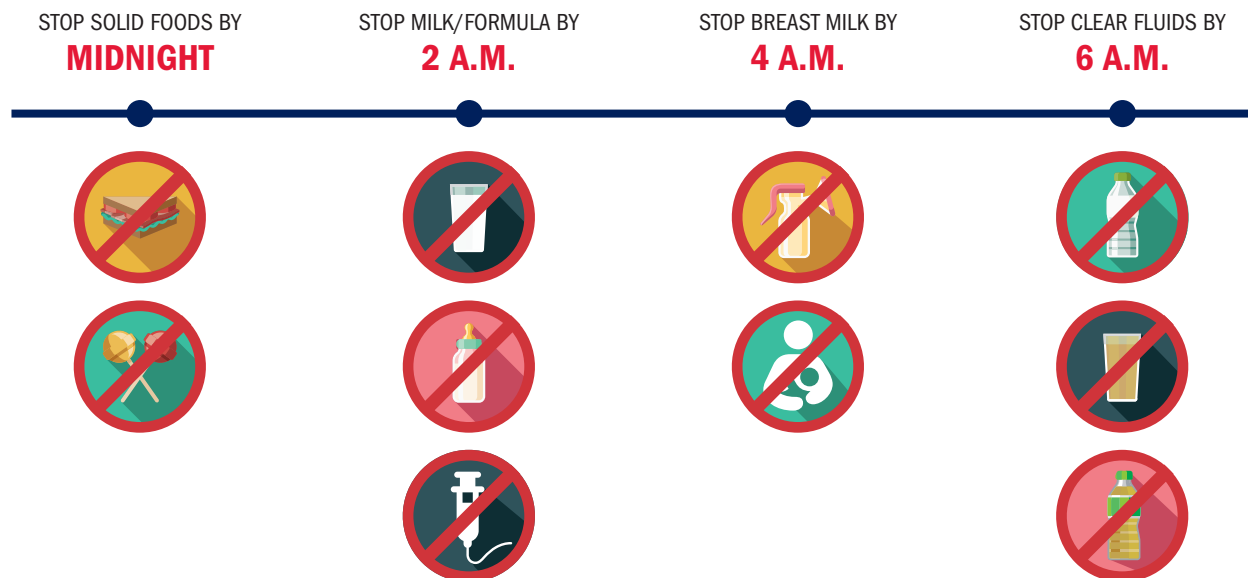 STOP SOLID FOODS BY
MIDNIGHT
STOP MILK/FORMULA BY
2 A.M.
STOP BREAST MILK BY
4 A.M.
STOP CLEAR FLUIDS BY
6 A.M.